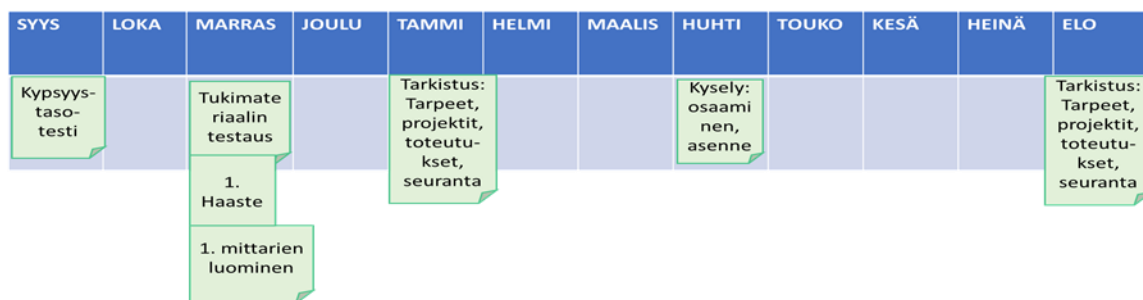 SYYS LOKA MARRAS JOULU TAMMI HELMI MAALIS HUHTI TOUKO KESÄ HEINÄ ELO
Kypsyys-
taso-
testi
Tukimate
riaalin
testaus
1.
Haaste
1. mittarien
luominen
Tarkistus:
Tarpeet,
projektit,
toteutu-
kset,
seuranta
Kysely:
osaami
nen,
asenne
Tarkistus:
Tarpeet,
projektit,
toteutu-
kset,
seuranta